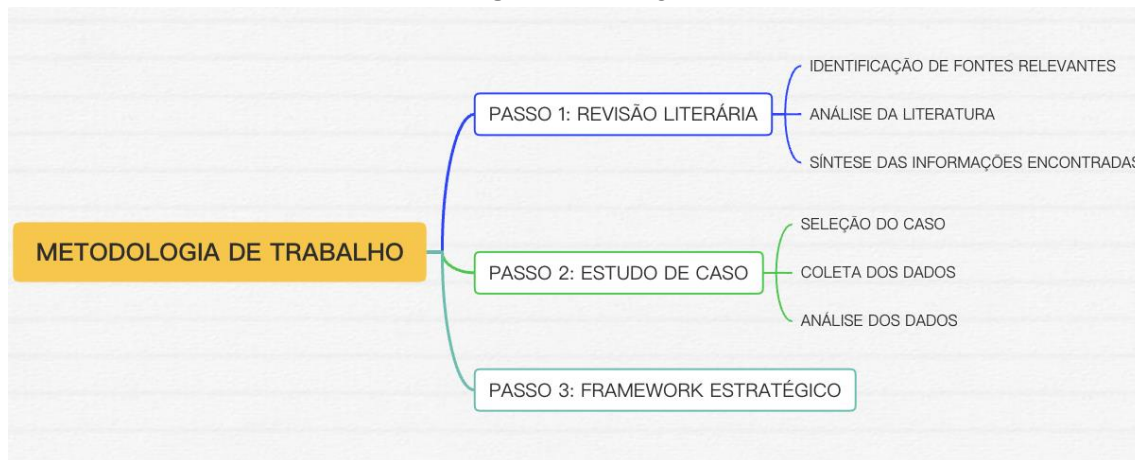 METODOLOGIA DE TRABALHO
PASSO 1: REVISÃO LITERÁRIA
IDENTIFICAÇÃO DE FONTES RELEVANTES
ANÁLISE DA LITERATURA
SÍNTESE DAS INFORMAÇÕES ENCONTRADAS
PASSO 2: ESTUDO DE CASO
SELEÇÃO DO CASO
COLETA DOS DADOS
ANÁLISE DOS DADOS
PASSO 3: FRAMEWORK ESTRATÉGICO